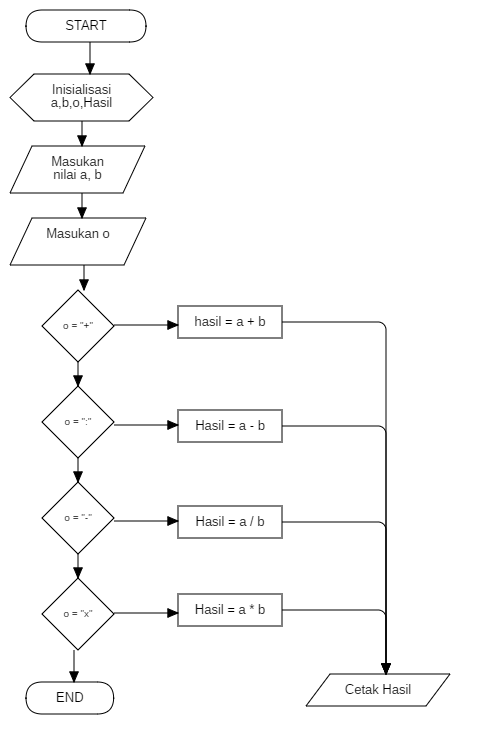 START
Inisialisasi
a,b,o,Hasil
Masukan
nilai a, b
Masukan o
o = "+"
hasil = a + b
o = ":"
Hasil = a - b
o = "-"
Hasil = a / b
o = "x"
Hasil = a * b
END
Cetak Hasil